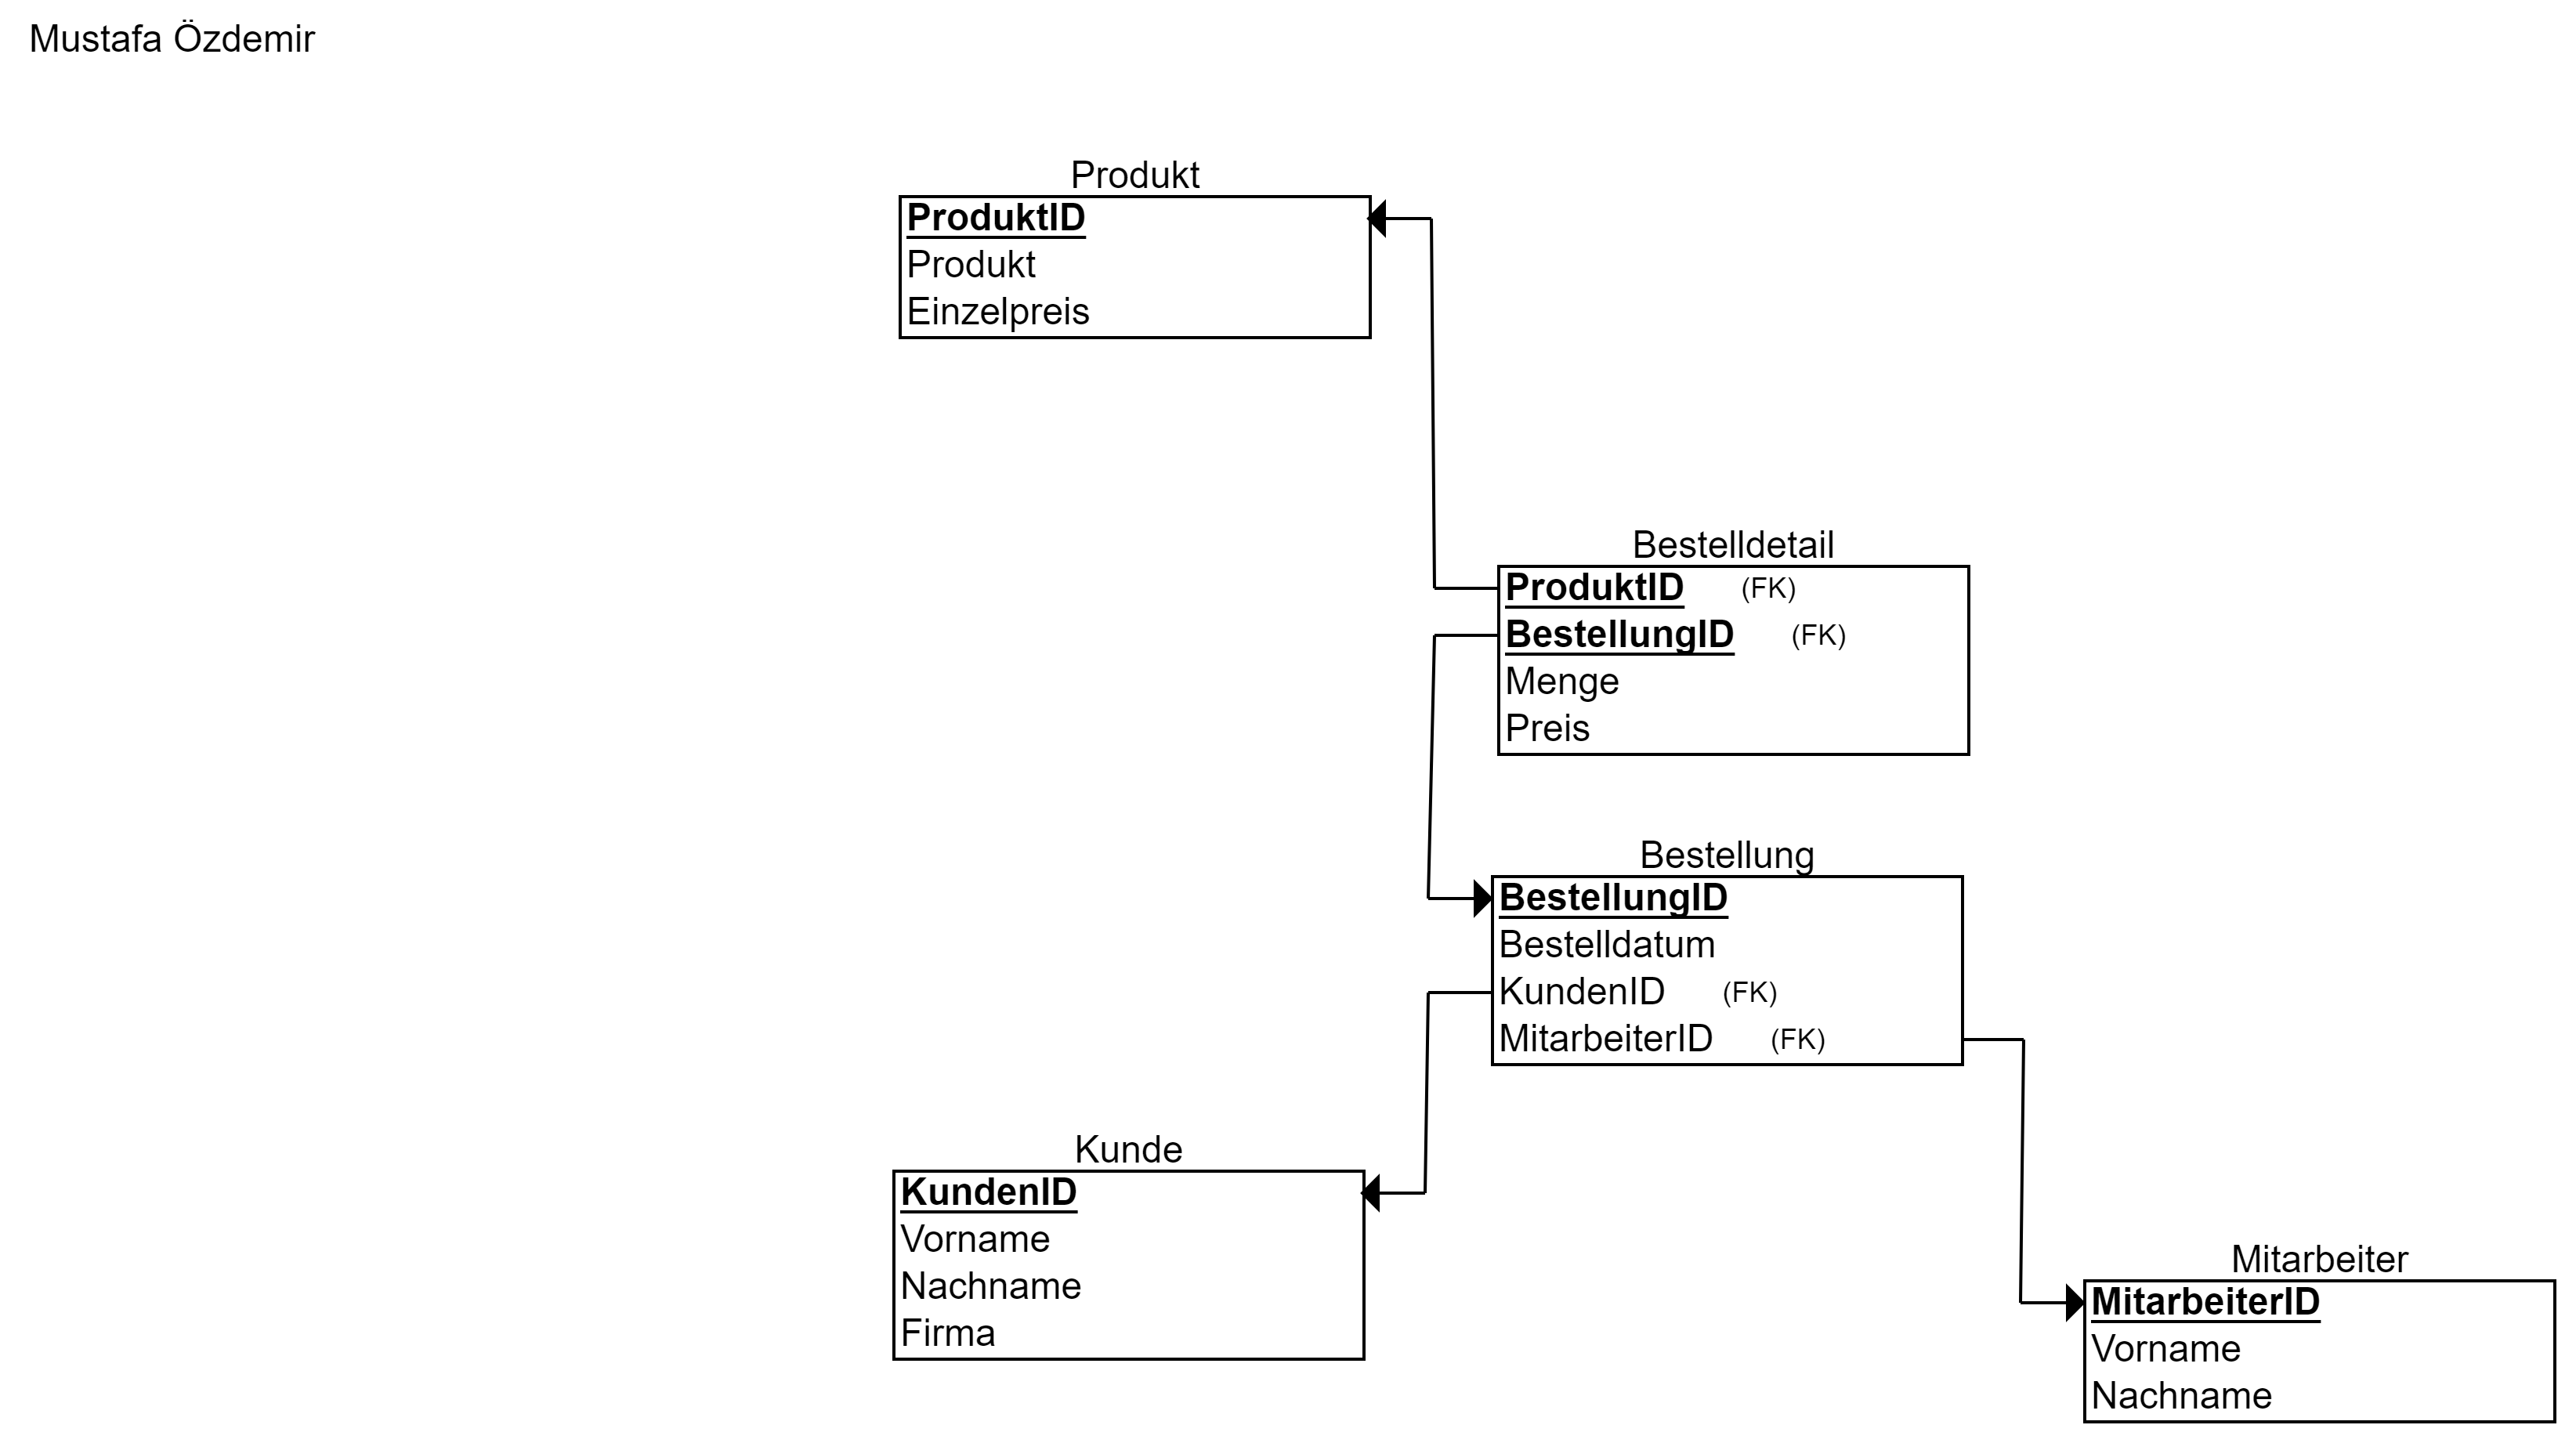 Mustafa Özdemir
Produkt
ProduktID
Produkt
Einzelpreis
Bestelldetail
ProduktID (FK)
BestellungID (FK)
Menge
Preis
Bestellung
BestellungID
Bestelldatum
KundenID (FK)
MitarbeiterID (FK)
Kunde
KundenID
Vorname
Nachname
Firma
Mitarbeiter
MitarbeiterID
Vorname
Nachname